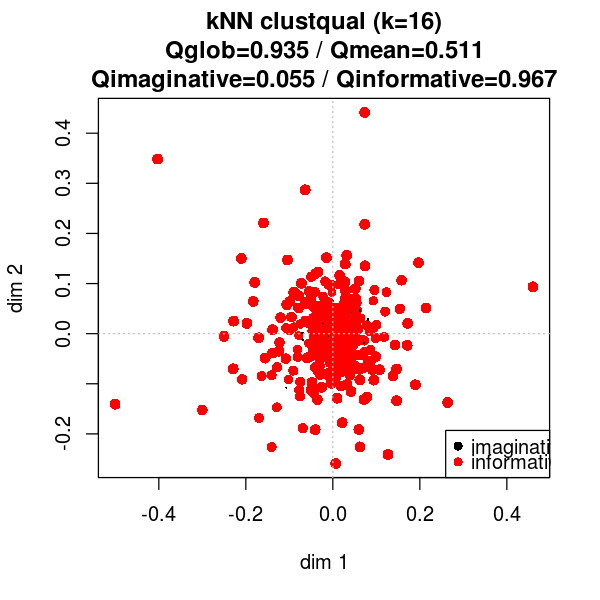 kNN clustqual (k=16)
Qglob=0.935 / Qmean=0.511
Qimaginative=0.055 / Qinformative=0.967
0.4
0.3
0.2
0.1
0.0
-0.2
dim 2
imaginati
informati
-0.4 -0.2 0.0 0.2 0.4
dim 1